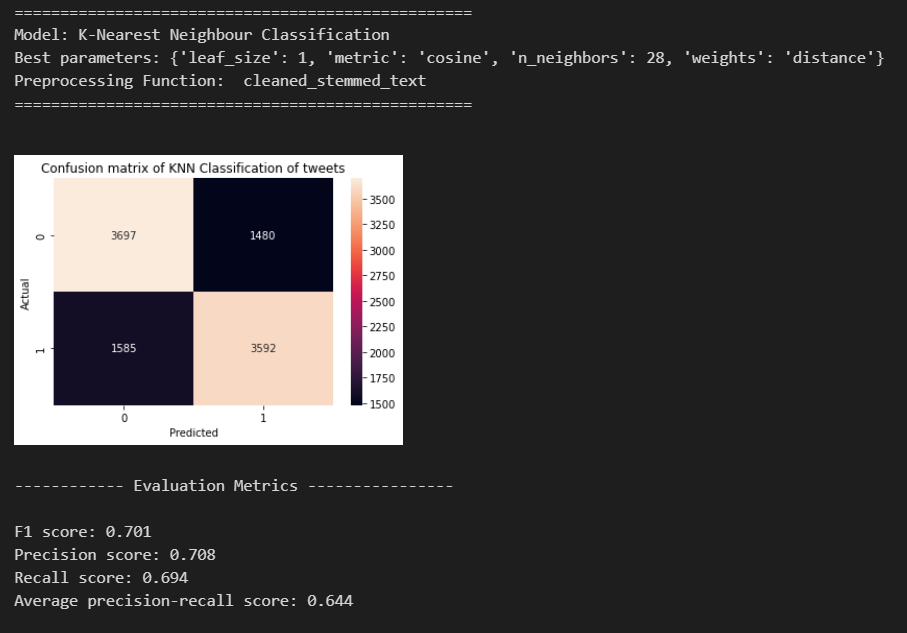 ==================================================
Model: K-Nearest Neighbour Classification
Best parameters: {'leaf_size': 1, 'metric': 'cosine', 'n_neighbors': 28, 'weights': 'distance'}
Preprocessing Function:  cleaned_stemmed_text
==================================================
Confusion matrix of KNN Classification of tweets
3697
1480
1585
3592
0
1
Actual
0
1
Predicted
3500
3250
3000
2750
2500
2250
2000
1750
1500
------------ Evaluation Metrics ----------------
F1 score: 0.701
Precision score: 0.708
Recall score: 0.694
Average precision-recall score: 0.644